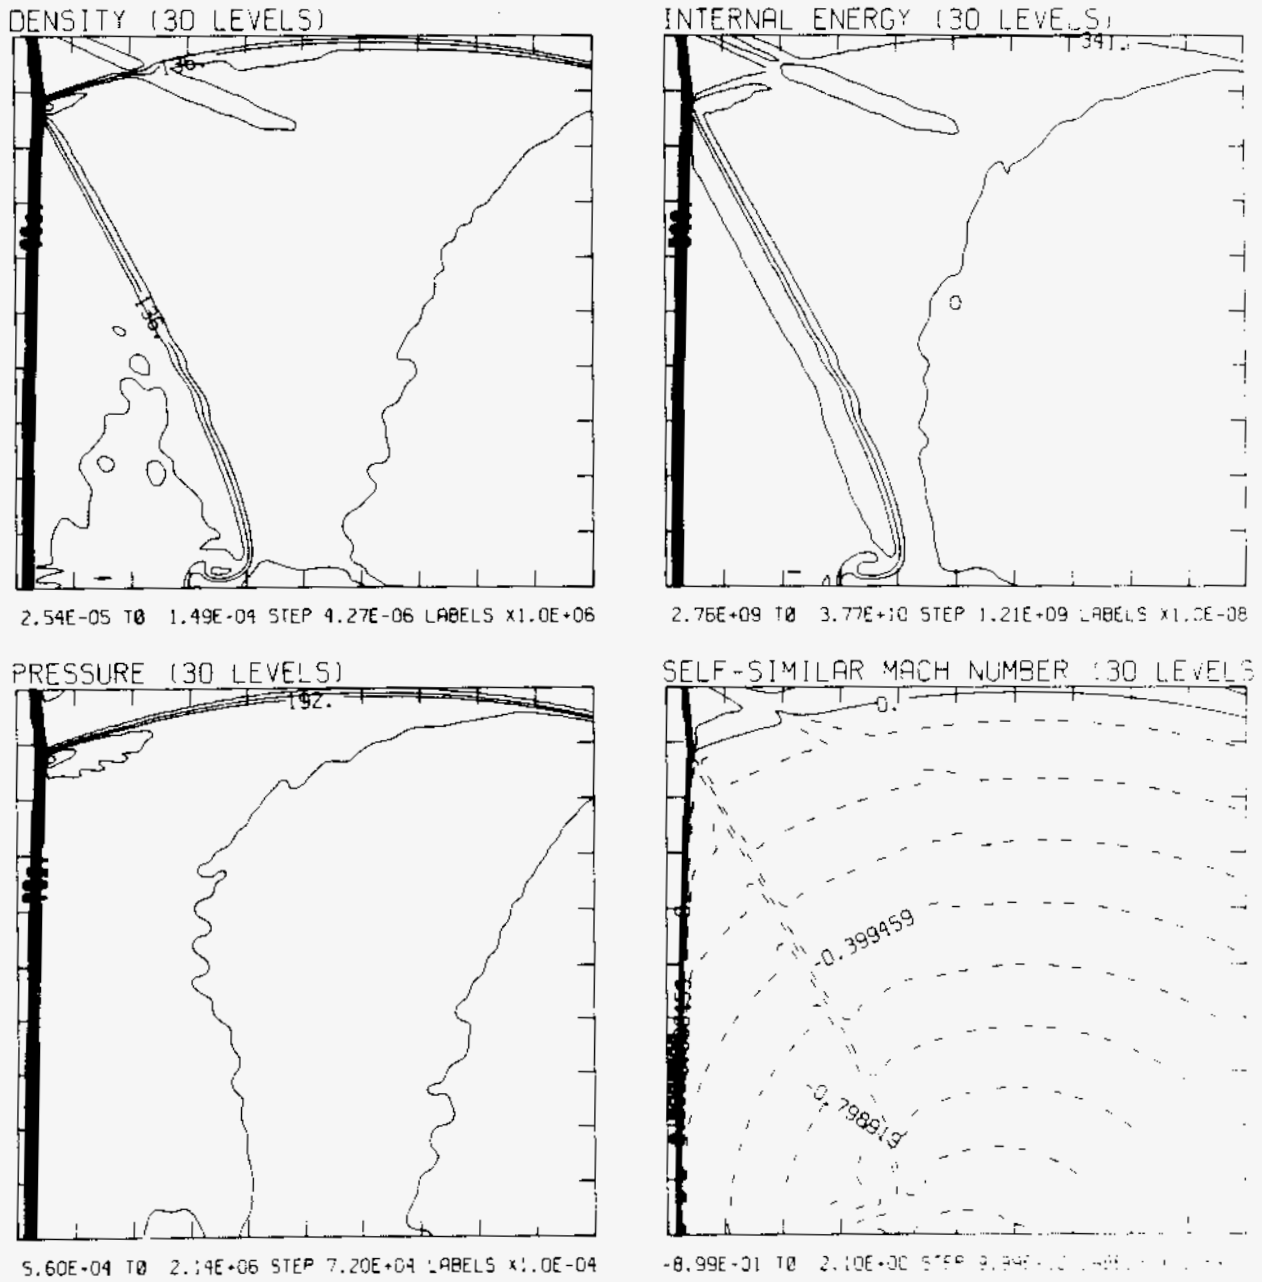 DENSITY (30 LEVELS)
136.
136.
2.54E-05 TO 1.49E-04 STEP 4.27E-06 LABELS X1.0E+06
INTERNAL ENERGY (30 LEVELS)
341.
0
2.76E+09 TO 3.77E+10 STEP 1.21E+09 LABELS X1.0E-08
PRESSURE (30 LEVELS)
192.
5.60E+04 TO 2.14E+06 STEP 7.20E+04 LABELS X1.0E-04
SELF-SIMILAR MACH NUMBER (30 LEVELS
0.
-0.399459
-0.798919
-8.99E-01 TO 2.10E+00 STEP